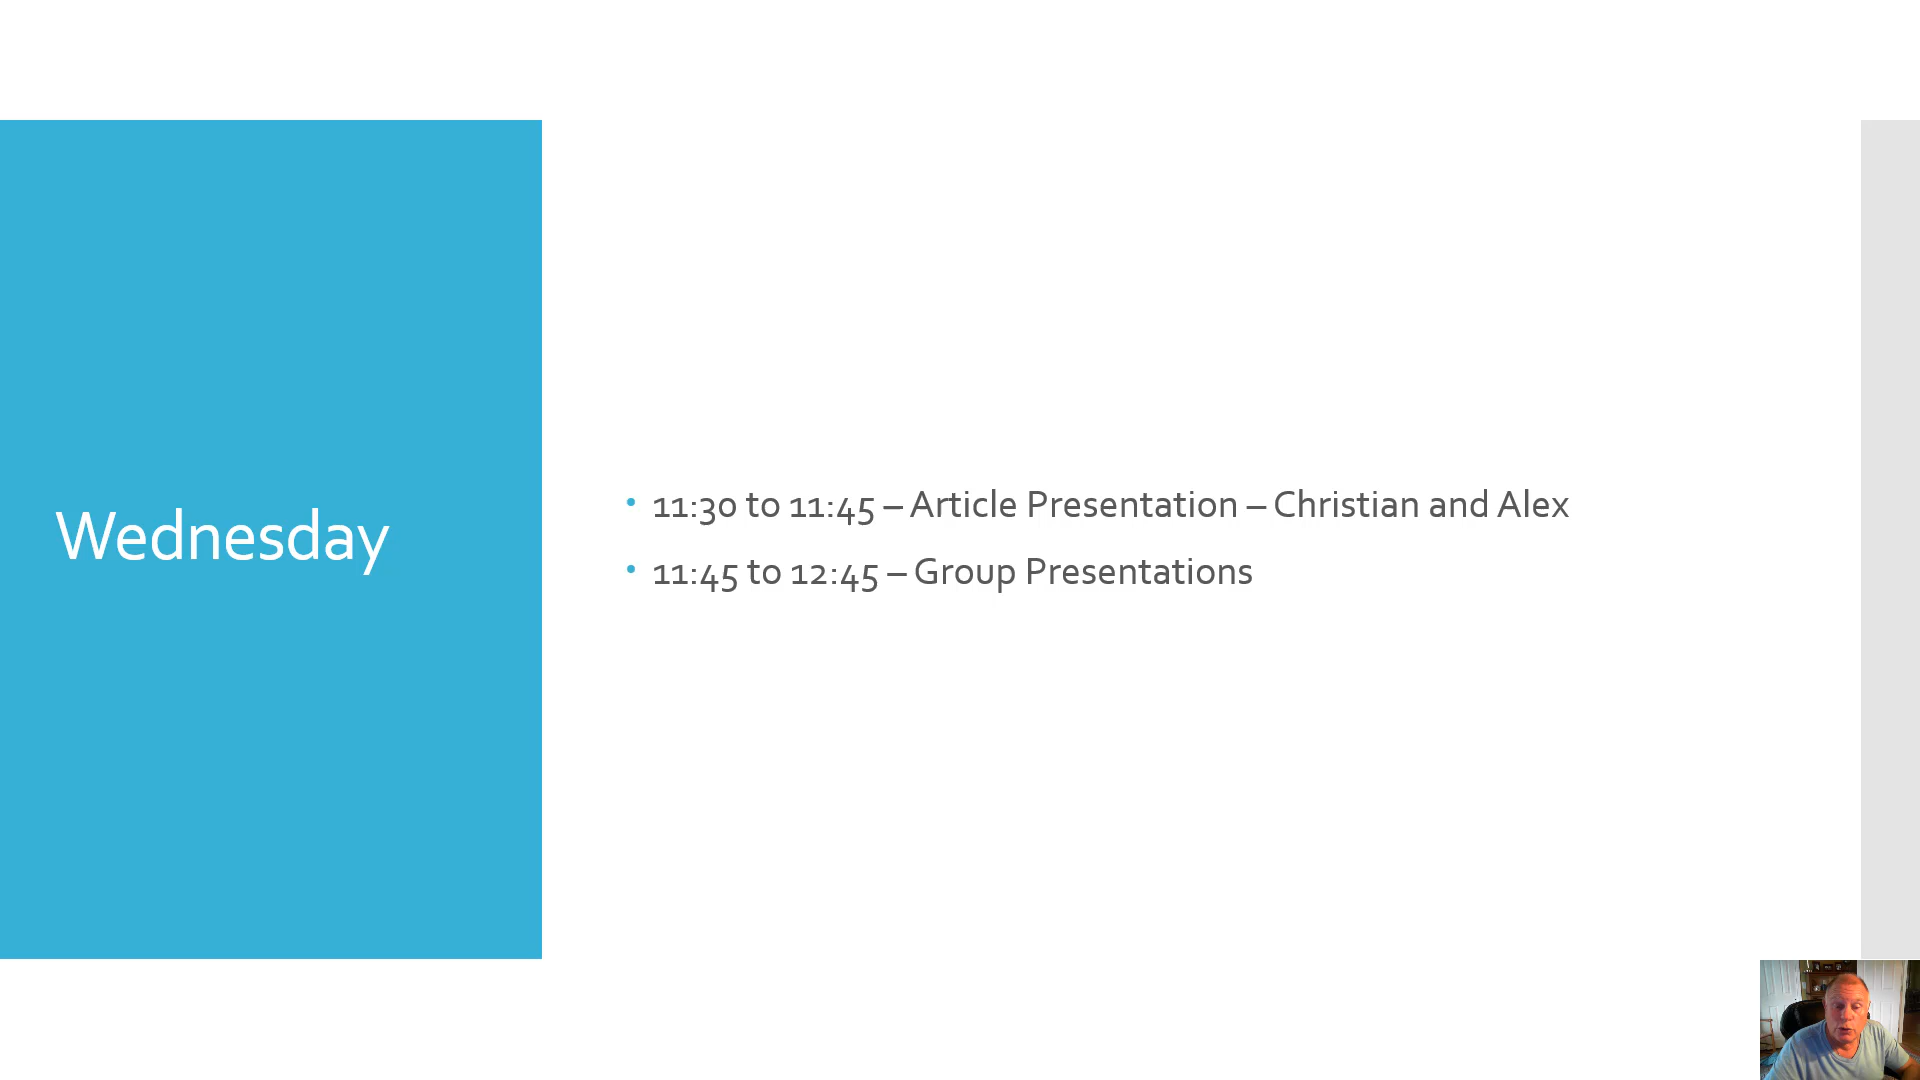 Wednesday
• 11:30 to 11:45 – Article Presentation – Christian and Alex
• 11:45 to 12:45 – Group Presentations